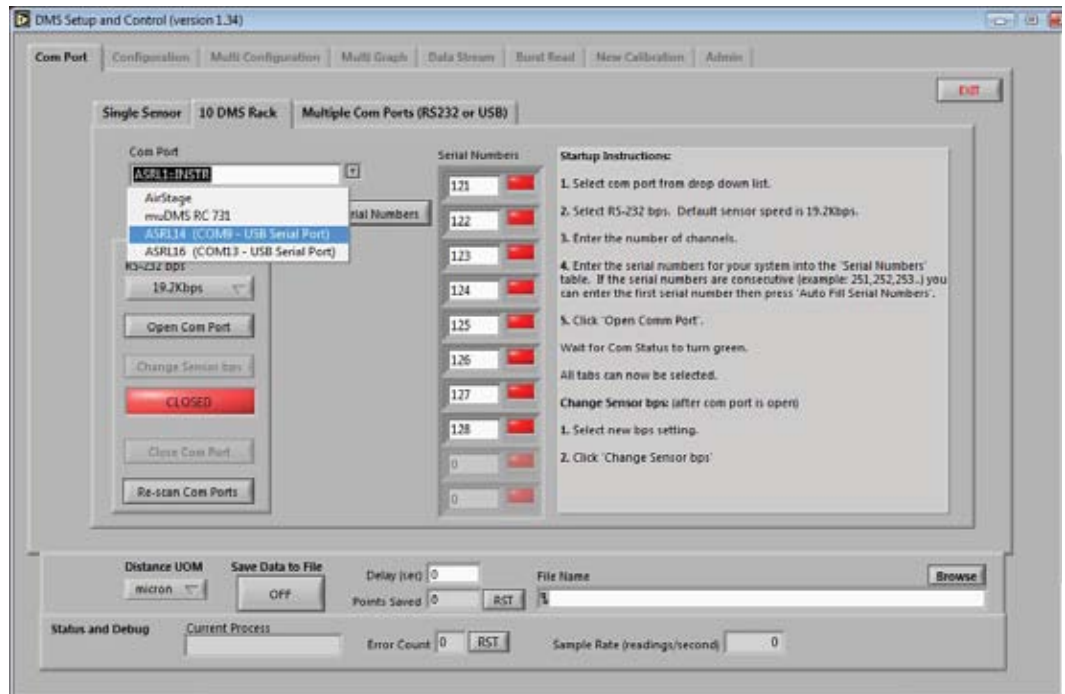 DMS Setup and Control (version 1.34)
Com Port
Configuration
Multi Configuration
Multi Graph
Data Stream
Burst Read
New Calibration
Admin
EXIT
Single Sensor
10 DMS Rack
Multiple Com Ports (RS232 or USB)
Com Port
ASRL1::INSTR
AirStage
muDMS RC 731
ASRL14 (COM9 - USB Serial Port)
ASRL16 (COM13 - USB Serial Port)
Numbers
RS-232 bps
19.2Kbps
Open Com Port
Change Sensor bps
CLOSED
Close Com Port
Re-scan Com Ports
Serial Numbers
121
122
123
124
125
126
127
128
0
0
Startup Instructions:
1. Select com port from drop down list.
2. Select RS-232 bps. Default sensor speed is 19.2Kbps.
3. Enter the number of channels.
4. Enter the serial numbers for your system into the 'Serial Numbers'
table. If the serial numbers are consecutive (example: 251,252,253..) you
can enter the first serial number then press 'Auto Fill Serial Numbers'.
5. Click 'Open Comm Port'.
Wait for Com Status to turn green.
All tabs can now be selected.
Change Sensor bps: (after com port is open)
1. Select new bps setting.
2. Click 'Change Sensor bps'
Distance UOM
micron
Save Data to File
OFF
Delay (sec) 0
Points Saved 0 RST
File Name
Browse
Status and Debug
Current Process
Error Count 0 RST
Sample Rate (readings/second) 0